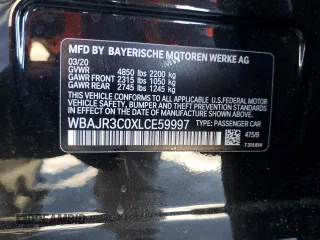 MFD BY BAYERISCHE MOTOREN WERKE AG
03/20
GVWR 4850 lbs 2200 kg
GAWR FRONT 2315 lbs 1050 kg
GAWR REAR 2745 lbs 1245 kg
THIS VEHICLE CONFORMS TO ALL APPLICABLE U.S.FEDERAL MOTOR
VEHICLE SAFETY, BUMPER AND THEFT PREVENTION STANDARDS
IN EFFECT ON THE DATE OF MANUFACTURE SHOWN ABOVE.
WBAJR3C0XLCE59997 TYPE: PASSENGER CAR
475/9